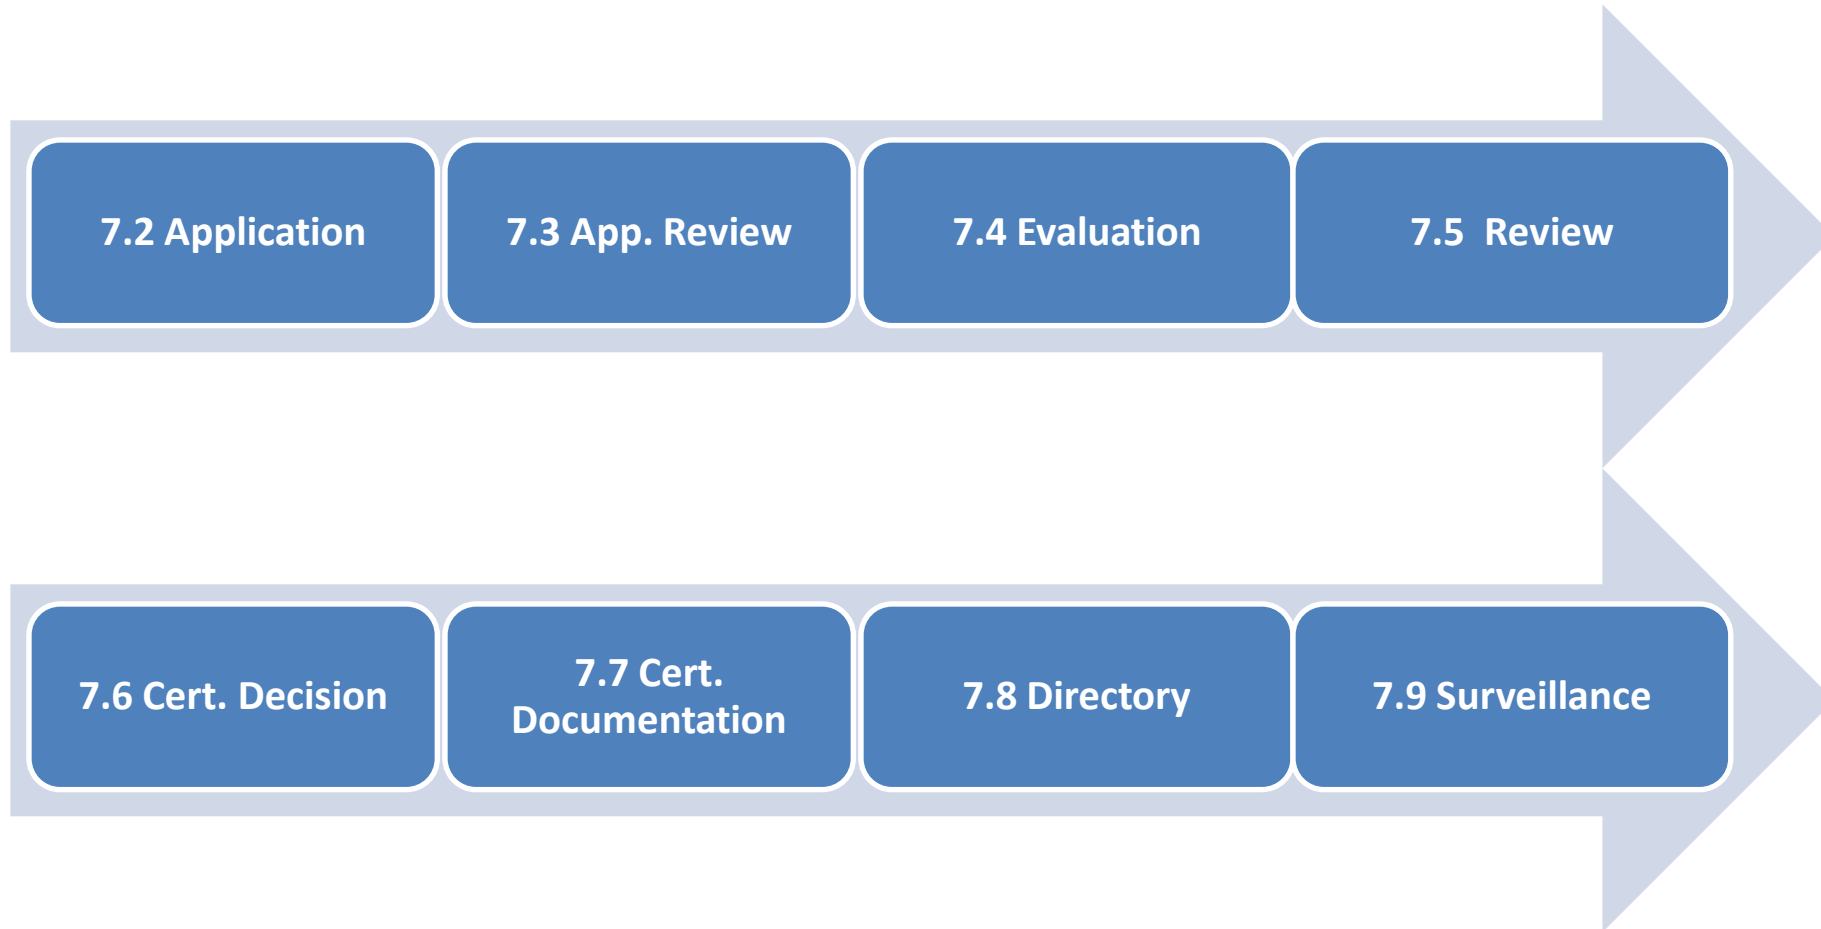 7.2 Application
7.3 App. Review
7.4 Evaluation
7.5  Review
7.6 Cert. Decision
7.7 Cert.
Documentation
7.8 Directory
7.9 Surveillance